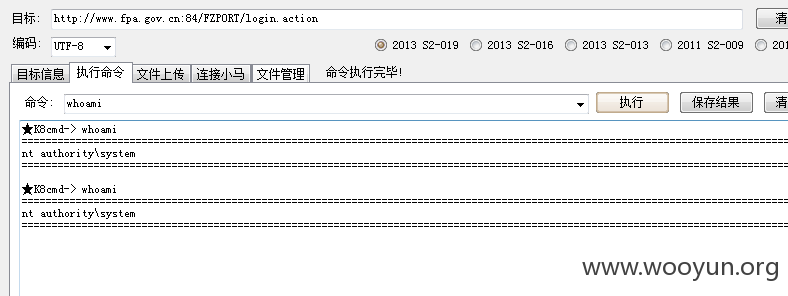 目标: http://www.fpa.gov.cn:84/FZPORT/login.action 清
编码: UTF-8 2013 S2-019 2013 S2-016 2013 S2-013 2011 S2-009 201
目标信息 执行命令 文件上传 连接小马 文件管理 命令执行完毕!
命令: whoami 执行 保存结果 清
★K8cmd-> whoami
nt authority\system
★K8cmd-> whoami
nt authority\system
www.wooyun.org